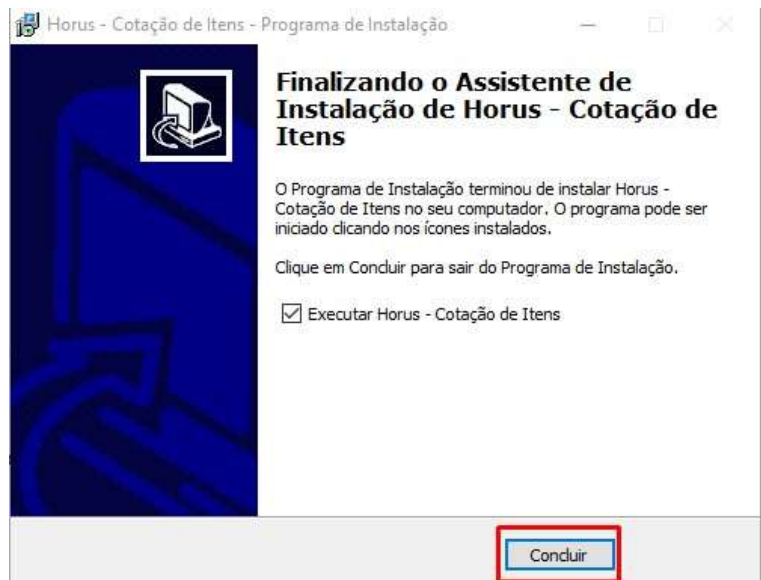 Horus - Cotação de Itens - Programa de Instalação
Finalizando o Assistente de
Instalação de Horus - Cotação de
Itens
O Programa de Instalação terminou de instalar Horus -
Cotação de Itens no seu computador. O programa pode ser
iniciado clicando nos ícones instalados.
Clique em Concluir para sair do Programa de Instalação.
Executar Horus - Cotação de Itens
Concluir